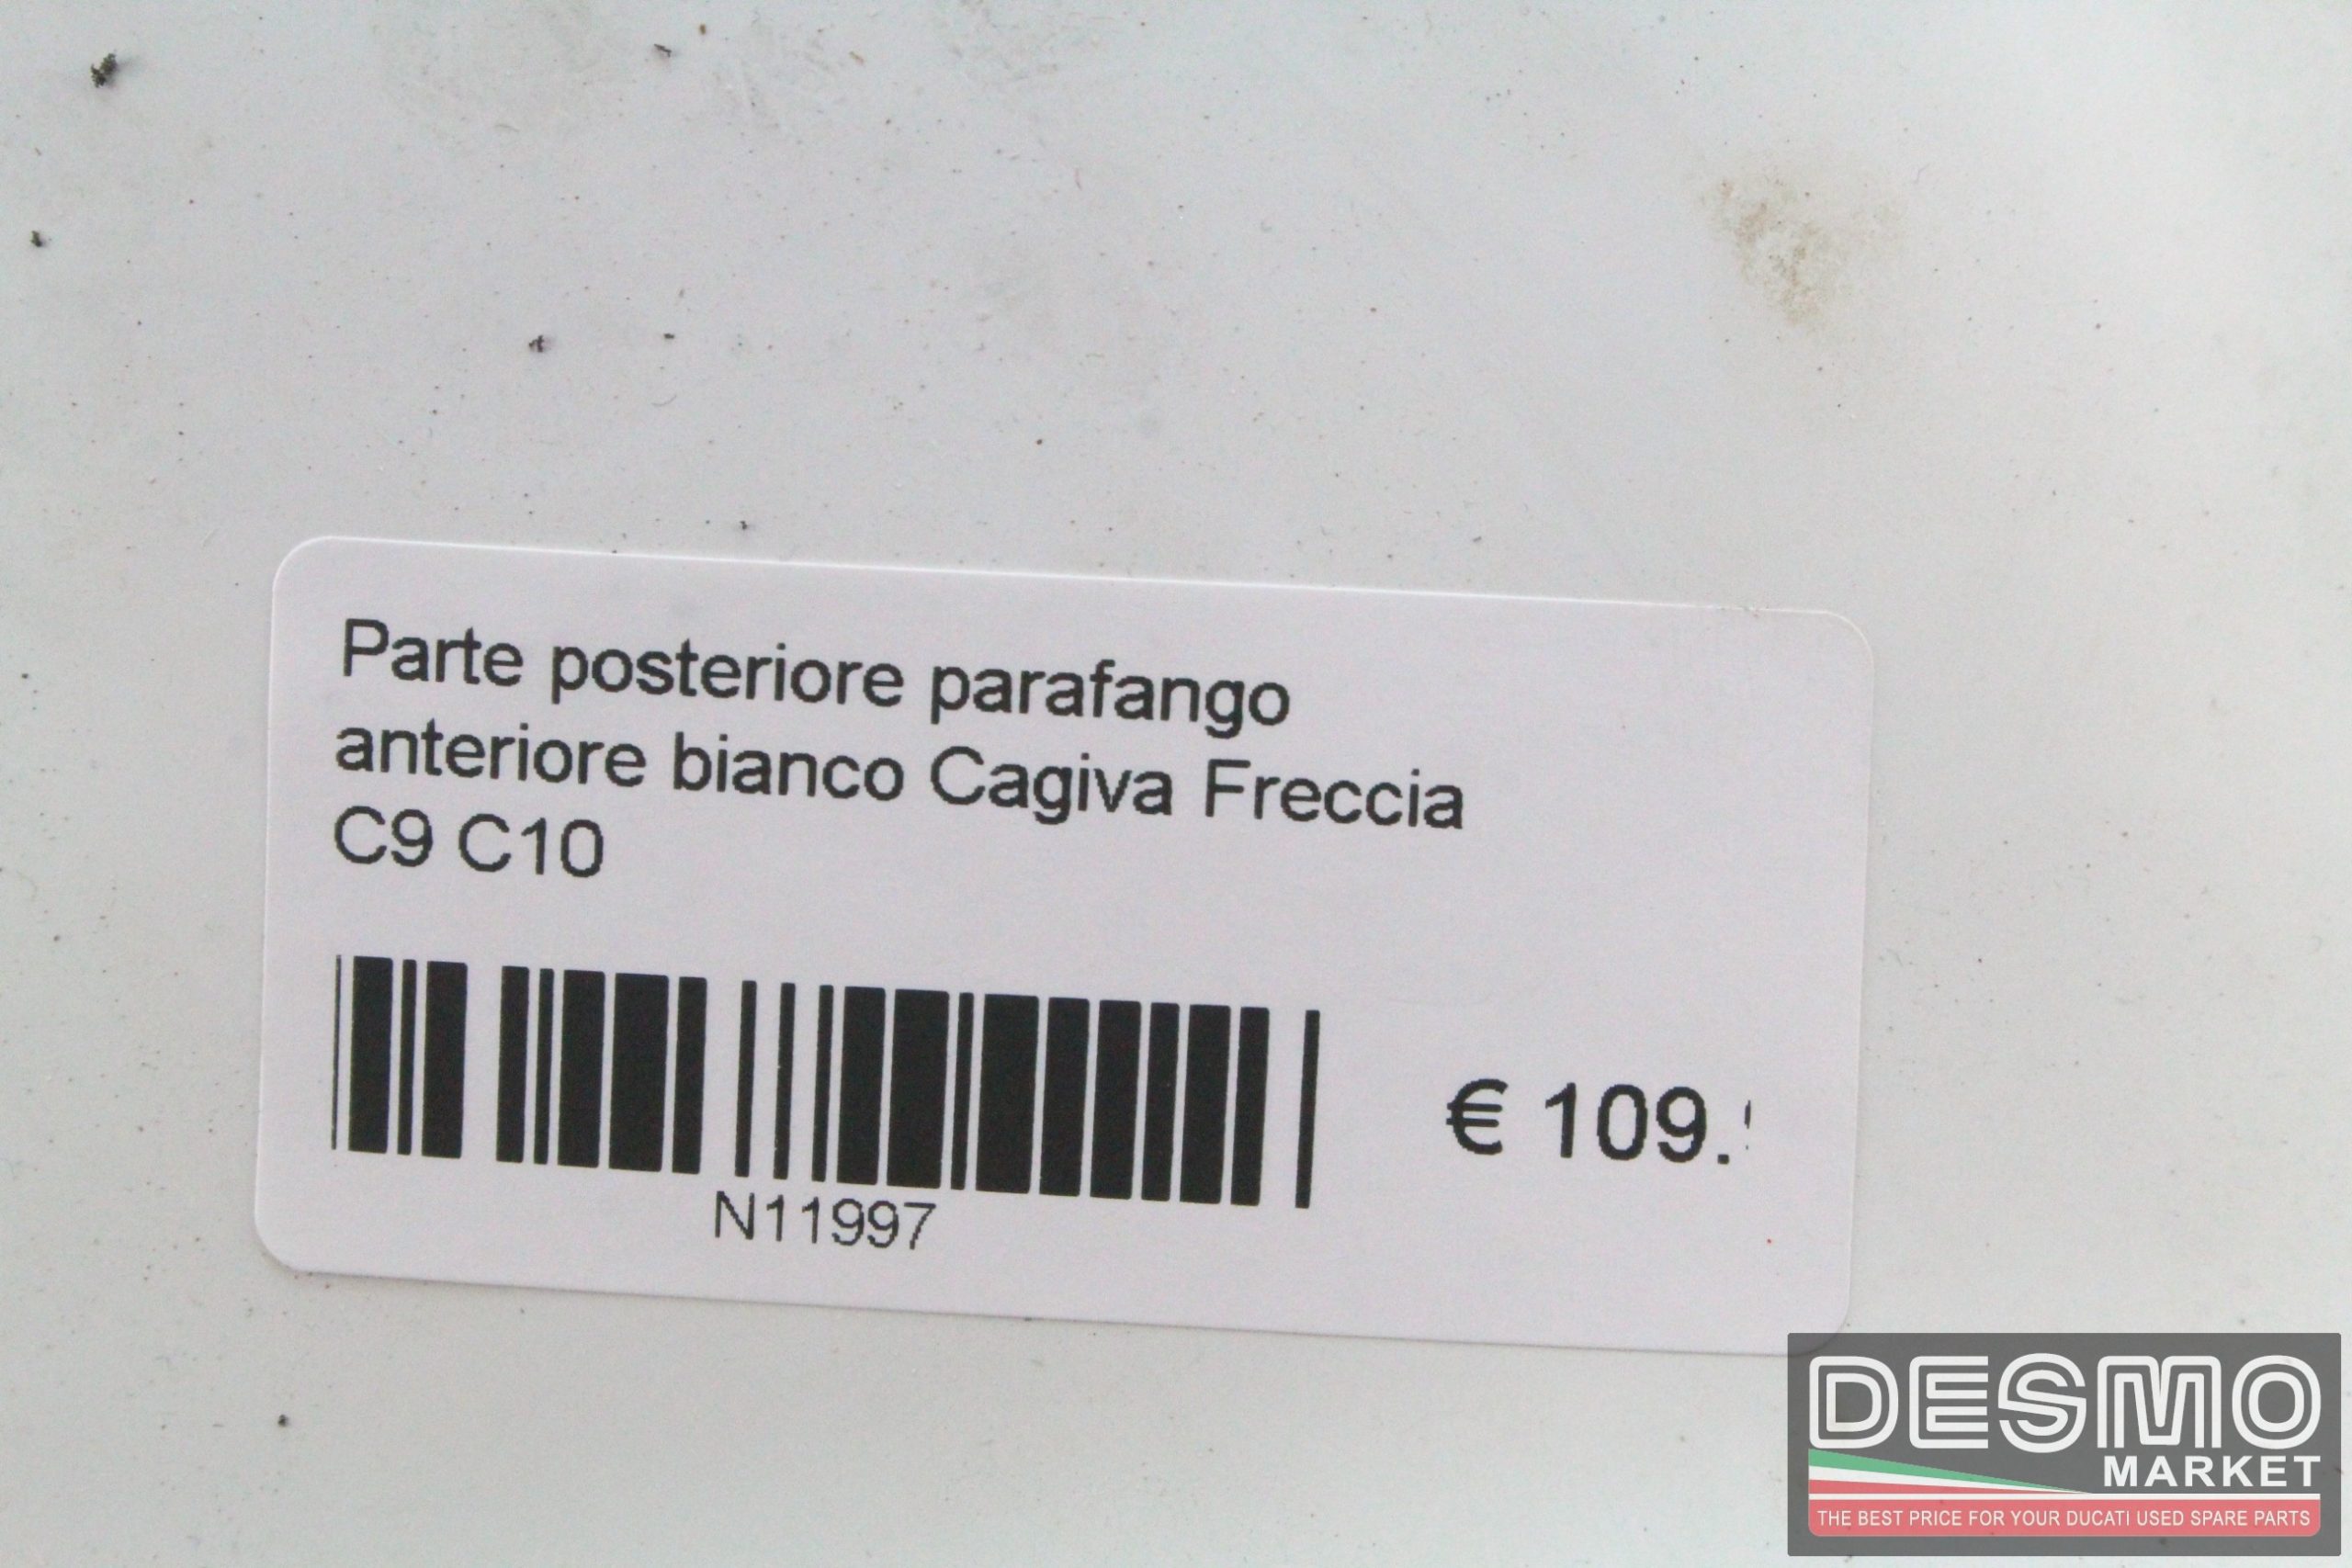 Parte posteriore parafango
anteriore bianco Cagiva Freccia
C9 C10
N11997
€ 109.
DESMO
MARKET
THE BEST PRICE FOR YOUR DUCATI USED SPARE PARTS